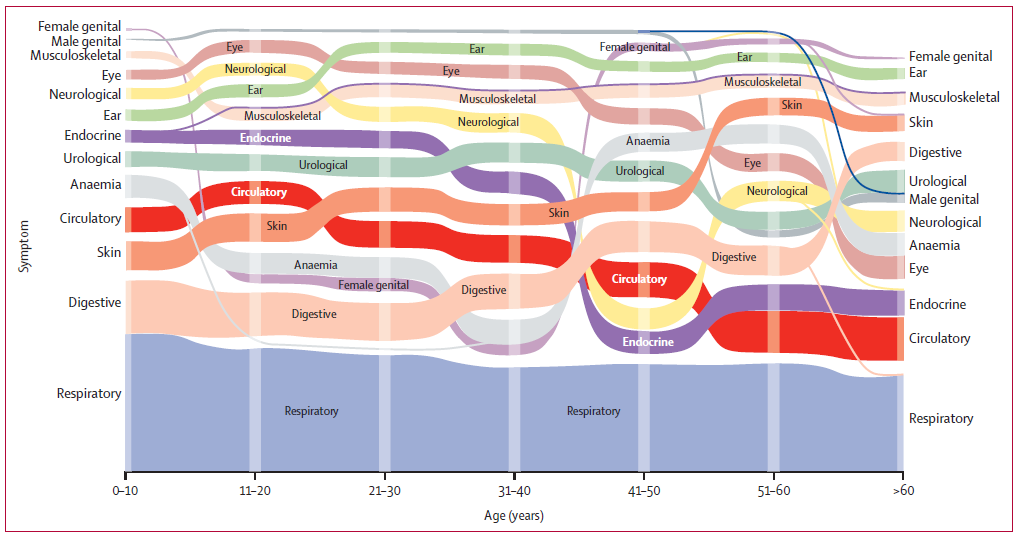 Female genital
Male genital
Musculoskeletal
Eye
Neurological
Ear
Endocrine
Urological
Anaemia
Circulatory
Skin
Digestive
Respiratory
Symptom
Eye
Neurological
Ear
Musculoskeletal
Endocrine
Urological
Circulatory
Skin
Anaemia
Female genital
Digestive
Respiratory
Ear
Eye
Musculoskeletal
Neurological
Skin
Digestive
Respiratory
Female genital
Anaemia
Urological
Circulatory
Endocrine
Ear
Musculoskeletal
Skin
Eye
Neurological
Digestive
Female genital
Ear
Musculoskeletal
Skin
Digestive
Urological
Male genital
Neurological
Anaemia
Eye
Endocrine
Circulatory
Respiratory
0–10 11–20 21–30 31–40 41–50 51–60 >60
Age (years)